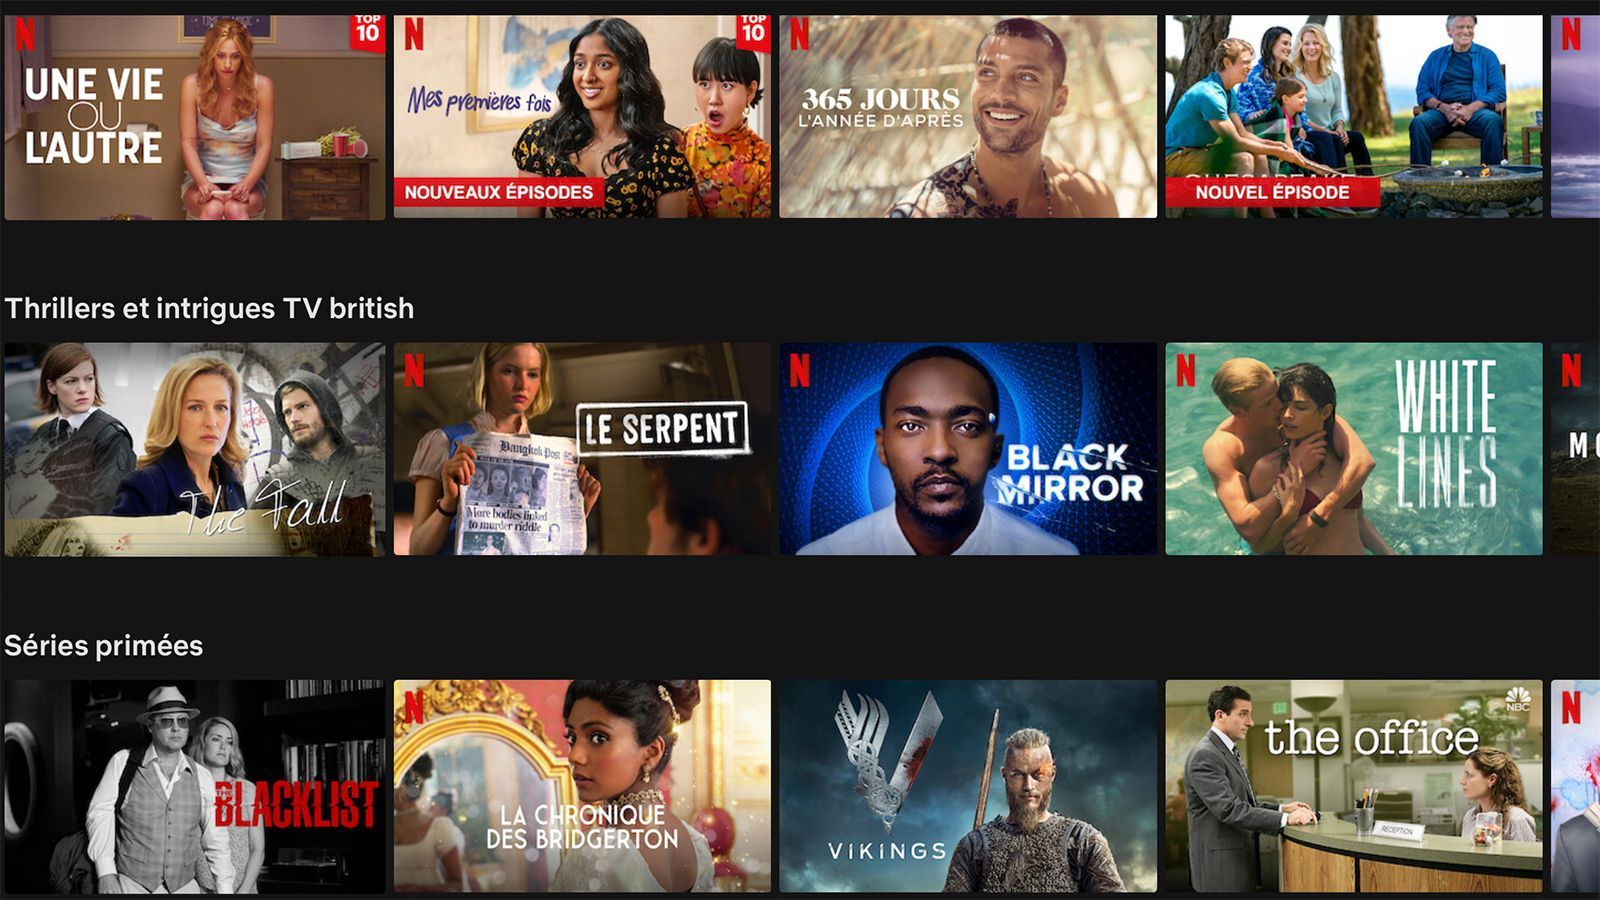 TOP
10
UNE VIE
OU
L'AUTRE
TOP
10
Mes premières fois
NOUVEAUX ÉPISODES
365 JOURS
L'ANNÉE D'APRÈS
CHESAPEAKE
NOUVEL ÉPISODE
Thrillers et intrigues TV british
The Fall
LE SERPENT
Bangkok Post
More bodies linked
to murder riddle
BLACK
MIRROR
WHITE
LINES
Séries primées
THE
BLACKLIST
LA CHRONIQUE
DES BRIDGERTON
VIKINGS
NBC
the office
RECEPTION